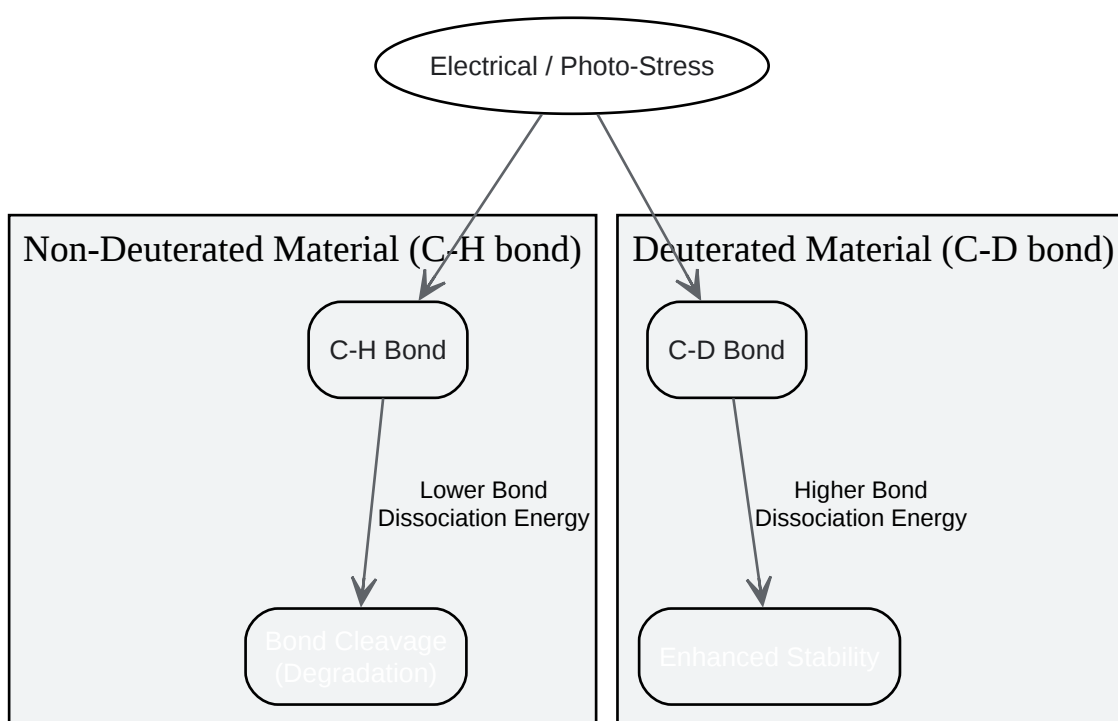 Electrical / Photo-Stress
Non-Deuterated Material (C-H bond)
Deuterated Material (C-D bond)
C-H Bond
C-D Bond
Lower Bond
Dissociation Energy
Higher Bond
Dissociation Energy
Bond Cleavage
(Degradation)
Enhanced Stability